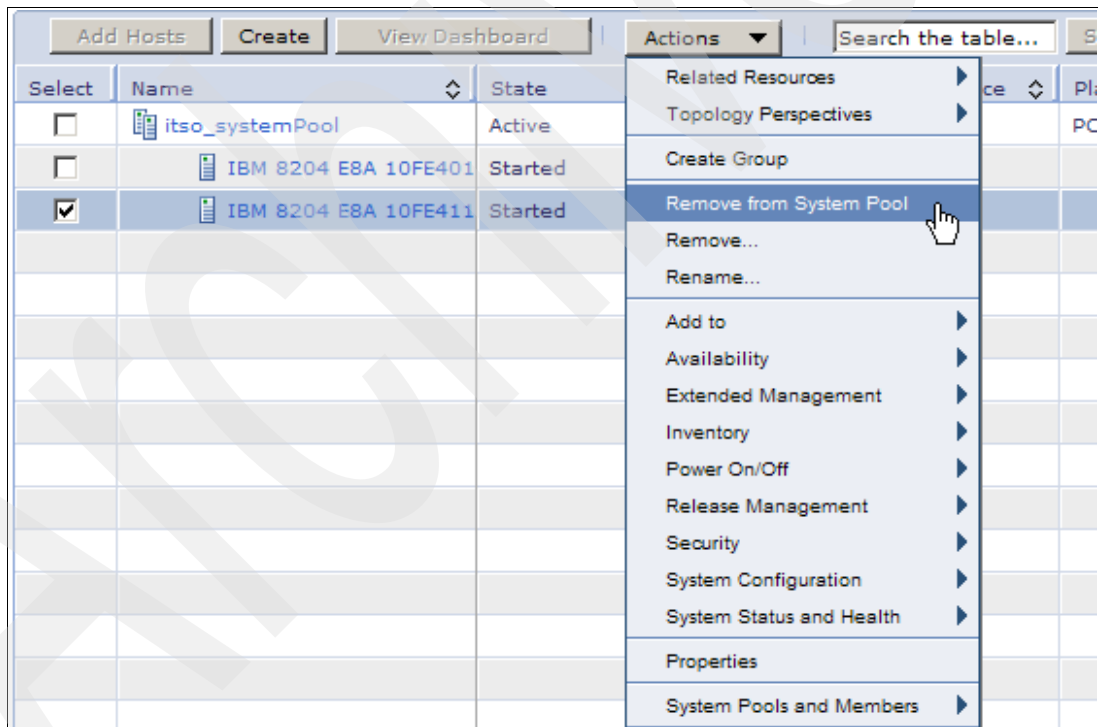 Add Hosts Create View Dashboard Actions Search the table...
Select Name State ce
itso_systemPool Active
IBM 8204 E8A 10FE401 Started
IBM 8204 E8A 10FE411 Started
Related Resources
Topology Perspectives
Create Group
Remove from System Pool
Remove...
Rename...
Add to
Availability
Extended Management
Inventory
Power On/Off
Release Management
Security
System Configuration
System Status and Health
Properties
System Pools and Members